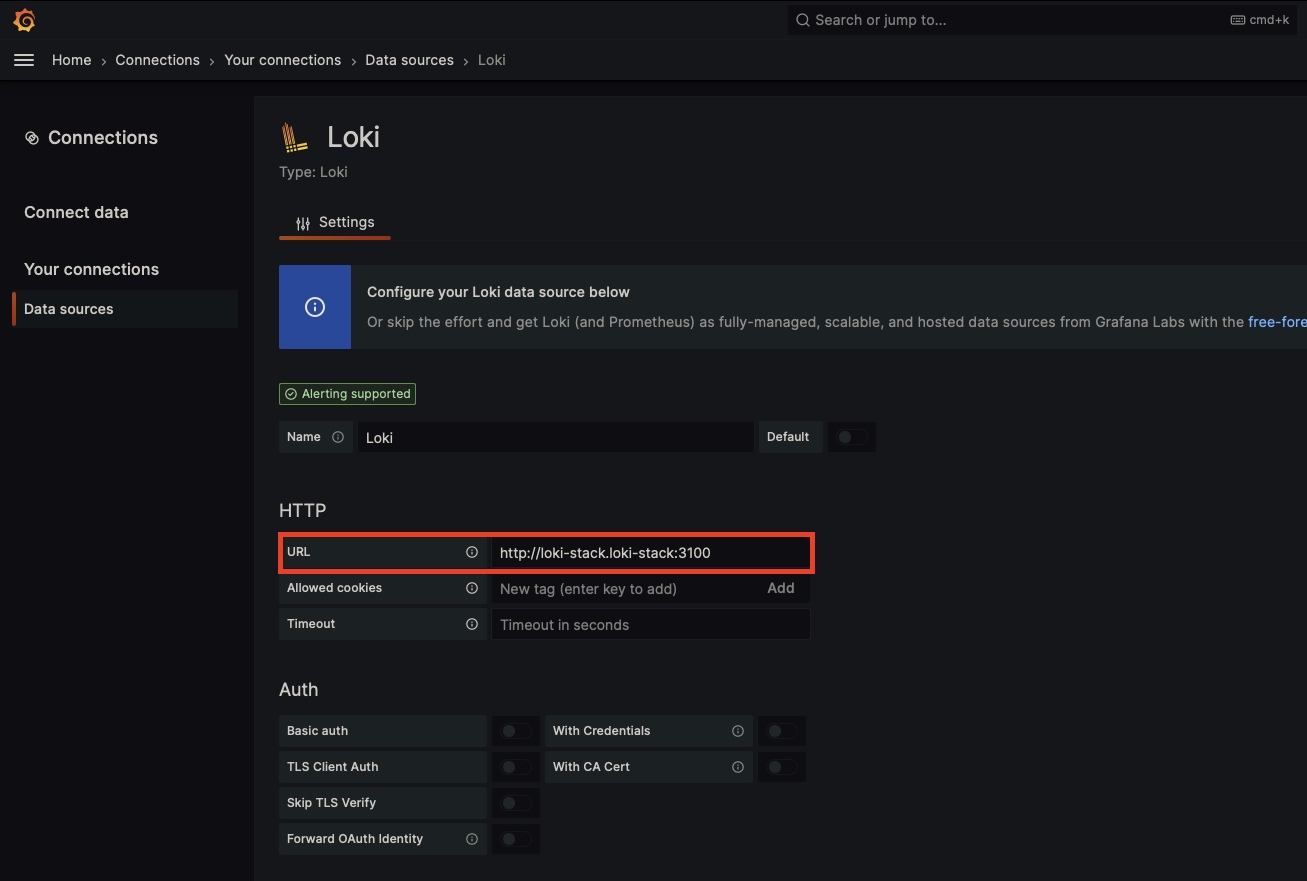 Search or jump to...
cmd+k
Home › Connections › Your connections › Data sources › Loki
Connections
Connect data
Your connections
Data sources
Loki
Type: Loki
Settings
Configure your Loki data source below
Or skip the effort and get Loki (and Prometheus) as fully-managed, scalable, and hosted data sources from Grafana Labs with the free-fore
Alerting supported
Name Loki Default
HTTP
URL http://loki-stack.loki-stack:3100
Allowed cookies New tag (enter key to add) Add
Timeout Timeout in seconds
Auth
Basic auth With Credentials
TLS Client Auth With CA Cert
Skip TLS Verify
Forward OAuth Identity